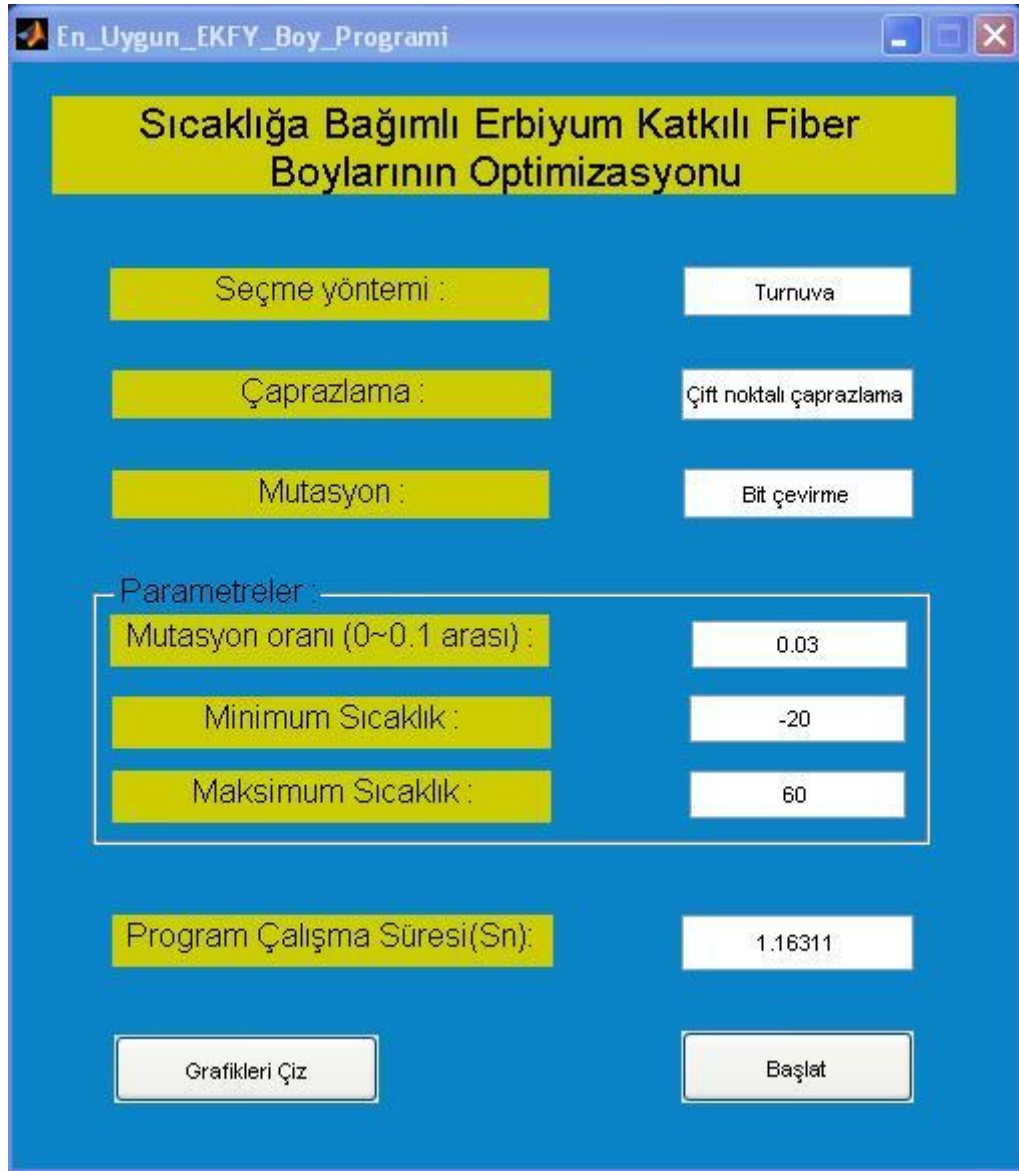 En_Uygun_EKFY_Boy_Programi
Sıcaklığa Bağımlı Erbiyum Katkılı Fiber
Boylarının Optimizasyonu
Seçme yöntemi :
Turnuva
Çaprazlama :
Çift noktalı çaprazlama
Mutasyon :
Bit çevirme
Parametreler :
Mutasyon oranı (0~0.1 arası) :
0.03
Minimum Sıcaklık :
-20
Maksimum Sıcaklık :
60
Program Çalışma Süresi(Sn):
1.16311
Grafikleri Çiz
Başlat